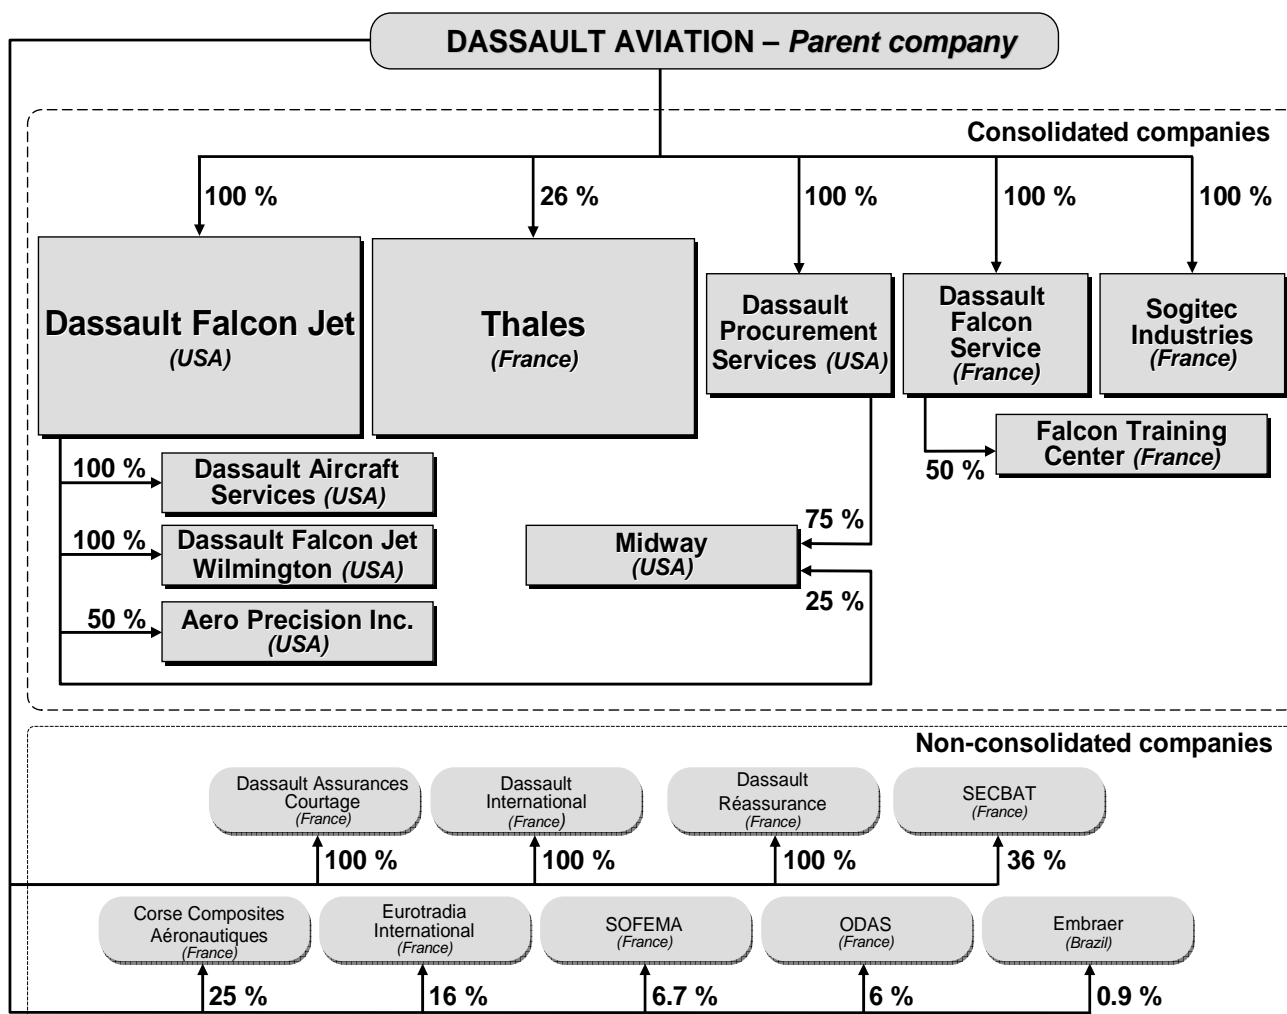 DASSAULT AVIATION – Parent company
Consolidated companies
100 %
26 %
100 %
100 %
100 %
Dassault Falcon Jet
(USA)
Thales
(France)
Dassault
Procurement
Services (USA)
Dassault
Falcon
Service
(France)
Sogitec
Industries
(France)
100 %
Dassault Aircraft
Services (USA)
50 %
Falcon Training
Center (France)
100 %
Dassault Falcon Jet
Wilmington (USA)
75 %
Midway
(USA)
25 %
50 %
Aero Precision Inc.
(USA)
Non-consolidated companies
Dassault Assurances
Courtage
(France)
Dassault
International
(France)
Dassault
Réassurance
(France)
SECBAT
(France)
100 %
100 %
100 %
36 %
Corse Composites
Aéronautiques
(France)
Eurotradia
International
(France)
SOFEMA
(France)
ODAS
(France)
Embraer
(Brazil)
25 %
16 %
6.7 %
6 %
0.9 %